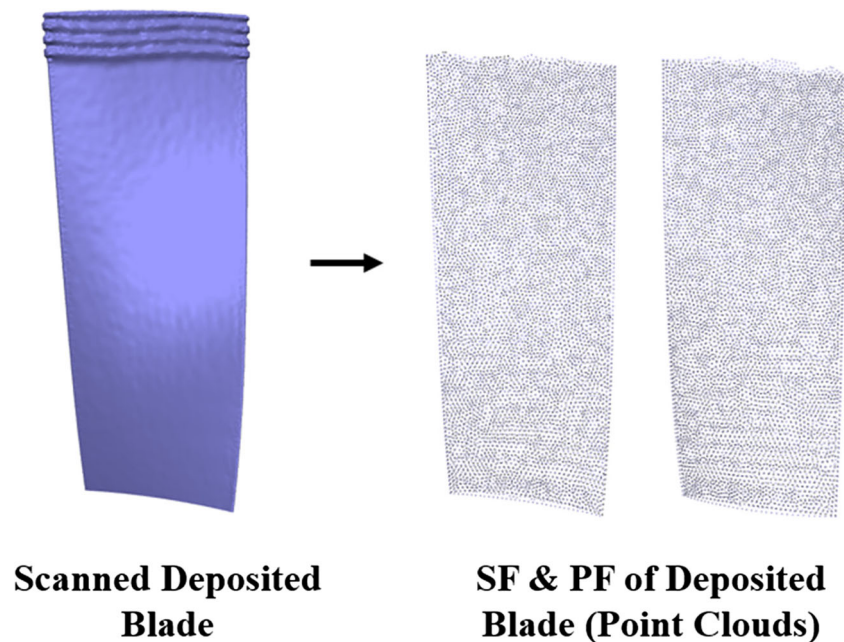 Scanned Deposited
Blade
SF & PF of Deposited
Blade (Point Clouds)